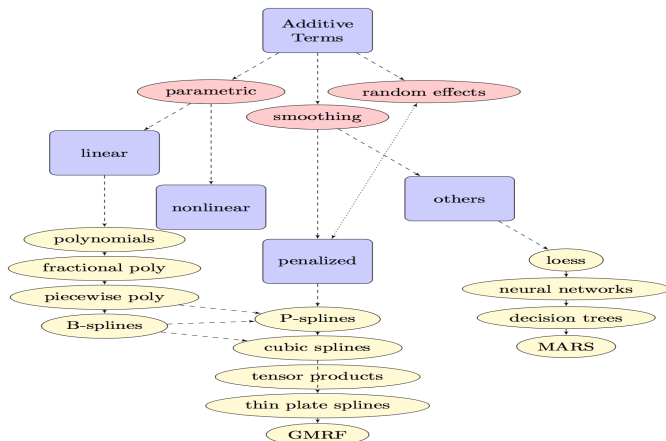 Additive
Terms
parametric
random effects
smoothing
linear
nonlinear
others
polynomials
penalized
loess
fractional poly
neural networks
piecewise poly
P-splines
decision trees
B-splines
cubic splines
MARS
tensor products
thin plate splines
GMRF